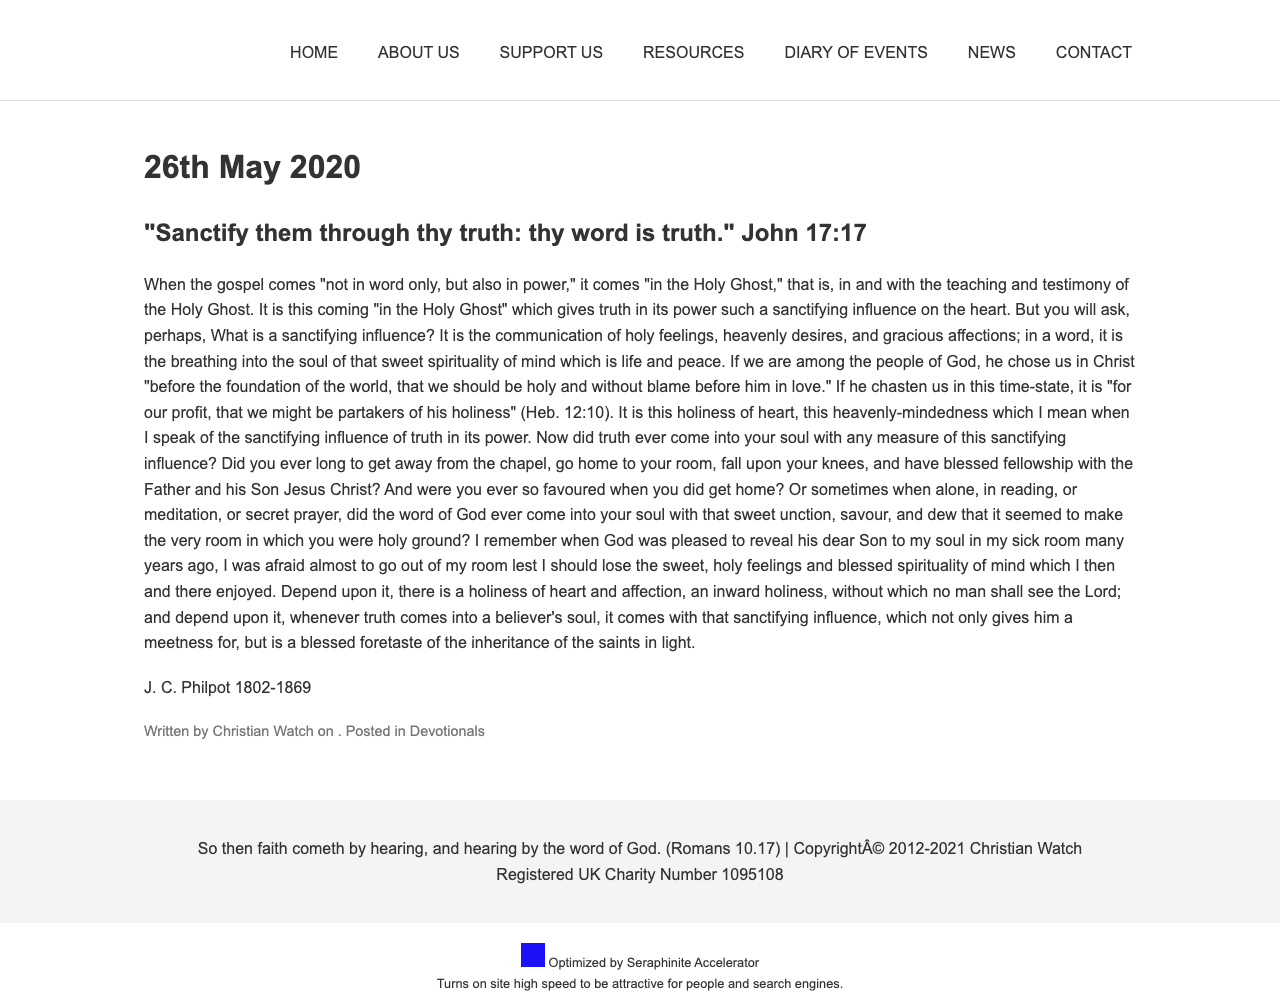 HOME ABOUT US SUPPORT US RESOURCES DIARY OF EVENTS NEWS CONTACT
26th May 2020
"Sanctify them through thy truth: thy word is truth." John 17:17
When the gospel comes "not in word only, but also in power," it comes "in the Holy Ghost," that is, in and with the teaching and testimony of
the Holy Ghost. It is this coming "in the Holy Ghost" which gives truth in its power such a sanctifying influence on the heart. But you will ask,
perhaps, What is a sanctifying influence? It is the communication of holy feelings, heavenly desires, and gracious affections; in a word, it is
the breathing into the soul of that sweet spirituality of mind which is life and peace. If we are among the people of God, he chose us in Christ
"before the foundation of the world, that we should be holy and without blame before him in love." If he chasten us in this time-state, it is "for
our profit, that we might be partakers of his holiness" (Heb. 12:10). It is this holiness of heart, this heavenly-mindedness which I mean when
I speak of the sanctifying influence of truth in its power. Now did truth ever come into your soul with any measure of this sanctifying
influence? Did you ever long to get away from the chapel, go home to your room, fall upon your knees, and have blessed fellowship with the
Father and his Son Jesus Christ? And were you ever so favoured when you did get home? Or sometimes when alone, in reading, or
meditation, or secret prayer, did the word of God ever come into your soul with that sweet unction, savour, and dew that it seemed to make
the very room in which you were holy ground? I remember when God was pleased to reveal his dear Son to my soul in my sick room many
years ago, I was afraid almost to go out of my room lest I should lose the sweet, holy feelings and blessed spirituality of mind which I then
and there enjoyed. Depend upon it, there is a holiness of heart and affection, an inward holiness, without which no man shall see the Lord;
and depend upon it, whenever truth comes into a believer's soul, it comes with that sanctifying influence, which not only gives him a
meetness for, but is a blessed foretaste of the inheritance of the saints in light.
J. C. Philpot 1802-1869
Written by Christian Watch on . Posted in Devotionals
So then faith cometh by hearing, and hearing by the word of God. (Romans 10.17) | CopyrightÂ© 2012-2021 Christian Watch
Registered UK Charity Number 1095108
Optimized by Seraphinite Accelerator
Turns on site high speed to be attractive for people and search engines.